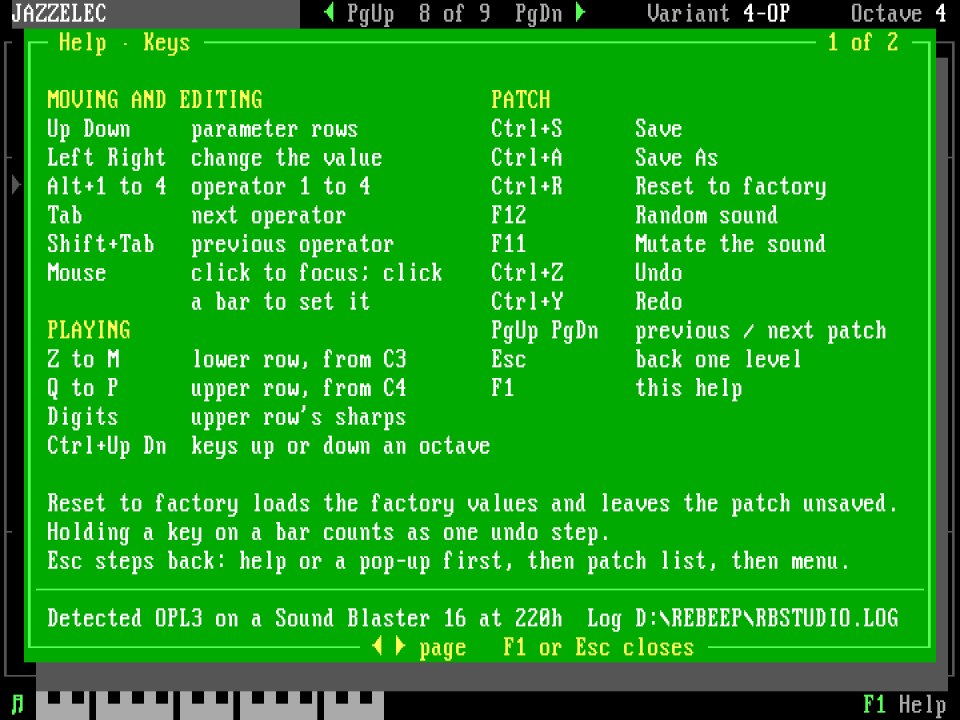 JAZZELEC PgUp 8 of 9 PgDn Variant 4-OP Octave 4
Help · Keys 1 of 2
MOVING AND EDITING PATCH
Up Down parameter rows Ctrl+S Save
Left Right change the value Ctrl+A Save As
Alt+1 to 4 operator 1 to 4 Ctrl+R Reset to factory
Tab next operator F12 Random sound
Shift+Tab previous operator F11 Mutate the sound
Mouse click to focus; click Ctrl+Z Undo
a bar to set it Ctrl+Y Redo
PLAYING PgUp PgDn previous / next patch
Z to M lower row, from C3 Esc back one level
Q to P upper row, from C4 F1 this help
Digits upper row's sharps
Ctrl+Up Dn keys up or down an octave
Reset to factory loads the factory values and leaves the patch unsaved.
Holding a key on a bar counts as one undo step.
Esc steps back: help or a pop-up first, then patch list, then menu.
Detected OPL3 on a Sound Blaster 16 at 220h Log D:\REBEEP\RBSTUDIO.LOG
page F1 or Esc closes
F1 Help